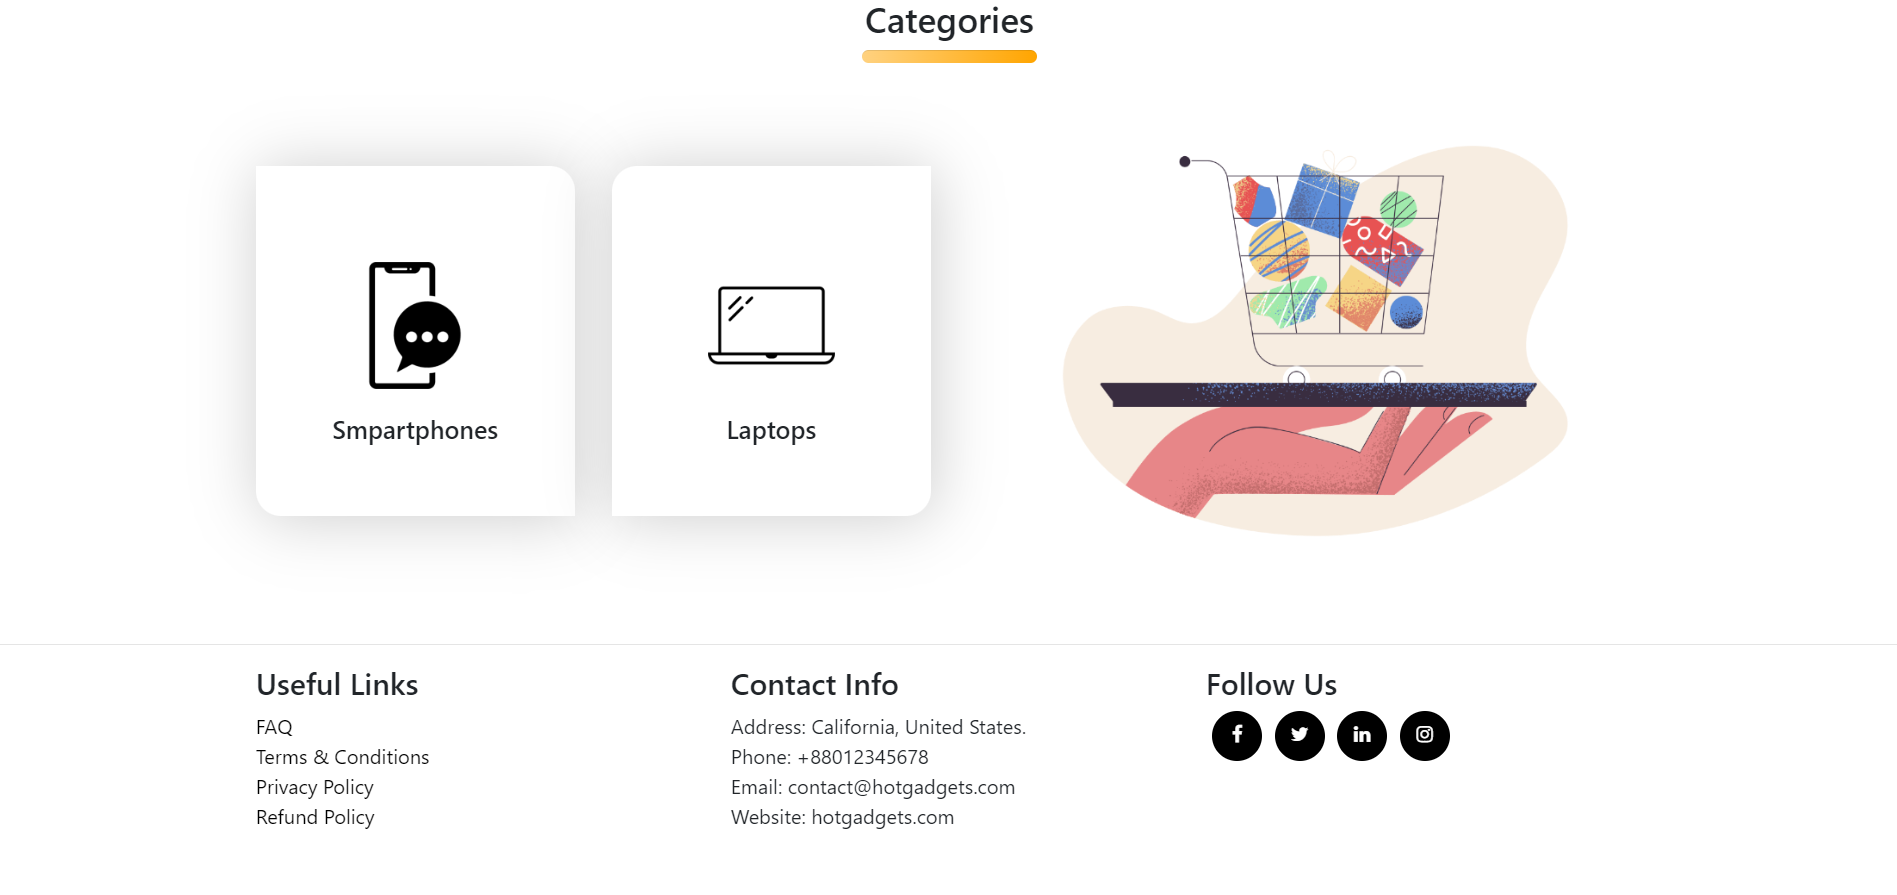 Categories
Smpartphones
Laptops
Useful Links
FAQ
Terms & Conditions
Privacy Policy
Refund Policy
Contact Info
Address: California, United States.
Phone: +88012345678
Email: contact@hotgadgets.com
Website: hotgadgets.com
Follow Us